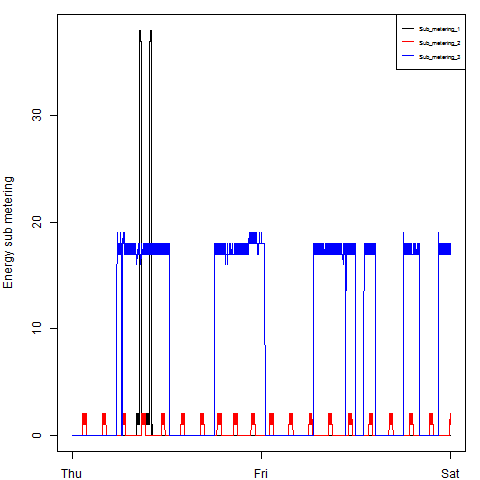 Sub_metering_1
Sub_metering_2
Sub_metering_3
Energy sub metering
30
20
10
0
Thu Fri Sat